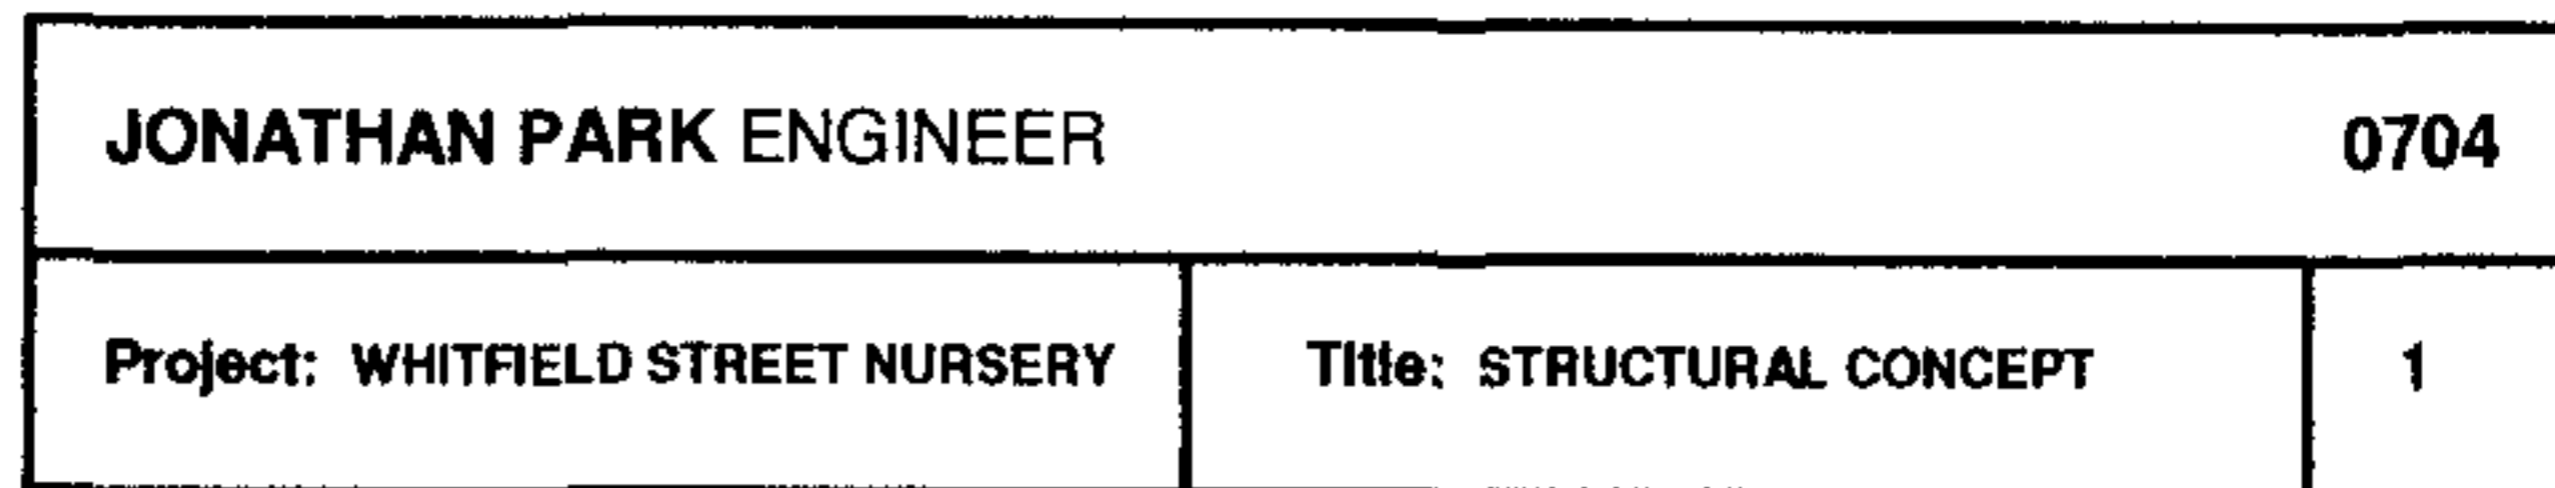 JONATHAN PARK ENGINEER 0704
Project: WHITFIELD STREET NURSERY Title: STRUCTURAL CONCEPT 1